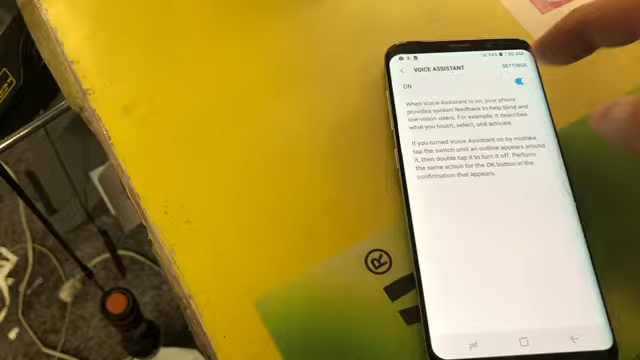 VOICE ASSISTANT
SETTINGS
ON
When Voice Assistant is on, your phone
provides spoken feedback to help blind and
low-vision users. For example, it describes
what you touch, select, and activate.
If you turned Voice Assistant on by mistake,
tap the switch until an outline appears around
it, then double tap it to turn it off. Perform
the same action for the OK button in the
confirmation that appears.
®